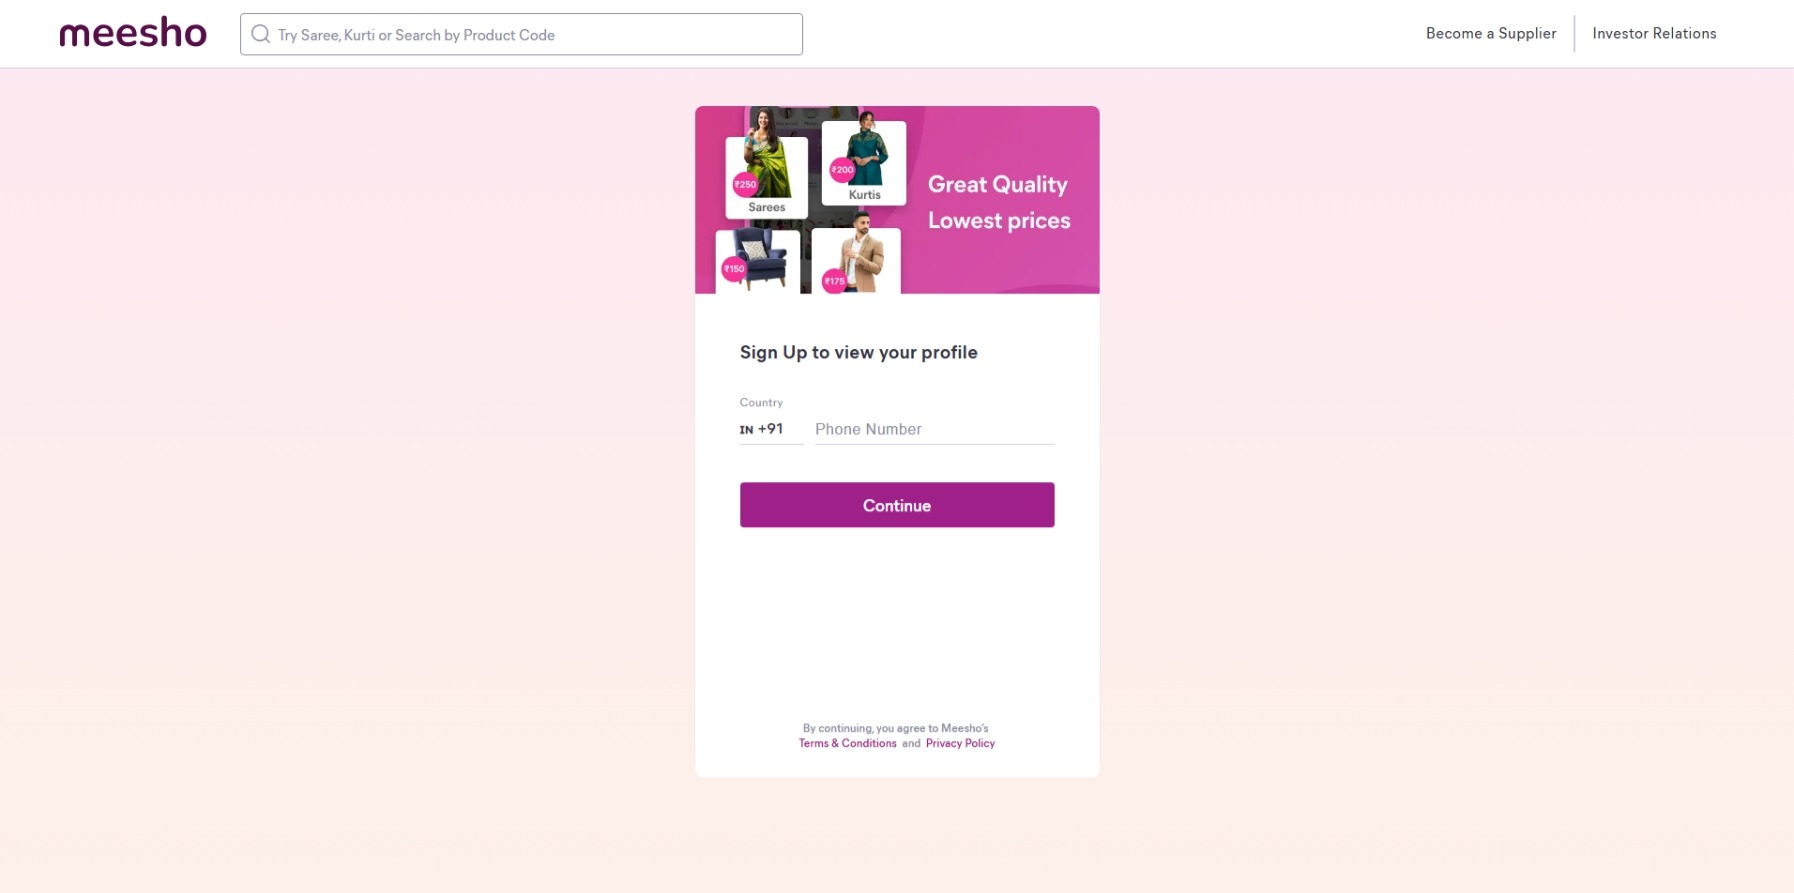 meesho
Try Saree, Kurti or Search by Product Code
Become a Supplier
Investor Relations
₹250
Sarees
₹200
Kurtis
₹150
₹175
Great Quality
Lowest prices
Sign Up to view your profile
Country
IN +91
Phone Number
Continue
By continuing, you agree to Meesho's
Terms & Conditions and Privacy Policy